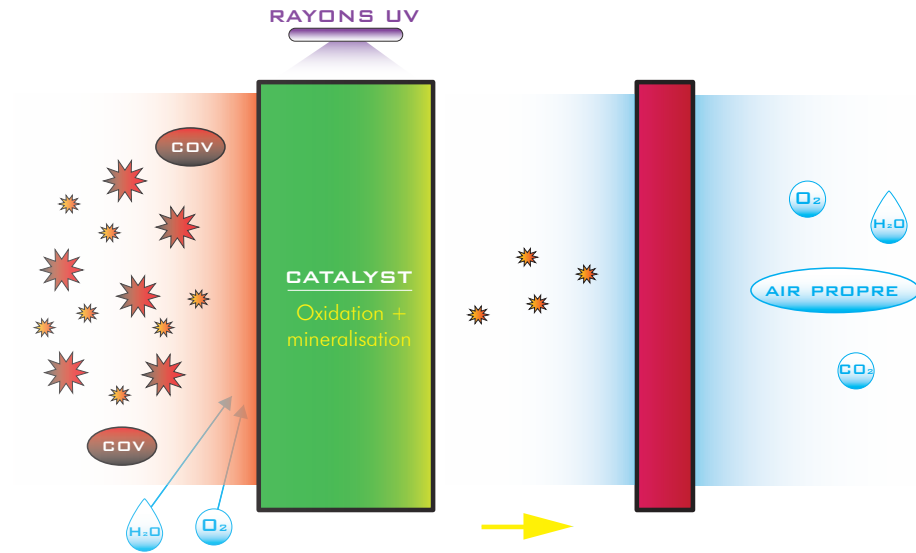 RAYONS UV
COV
CATALYST
Oxidation +
mineralisation
COV
H₂O
O₂
O₂
H₂O
AIR PROPRE
CO₂